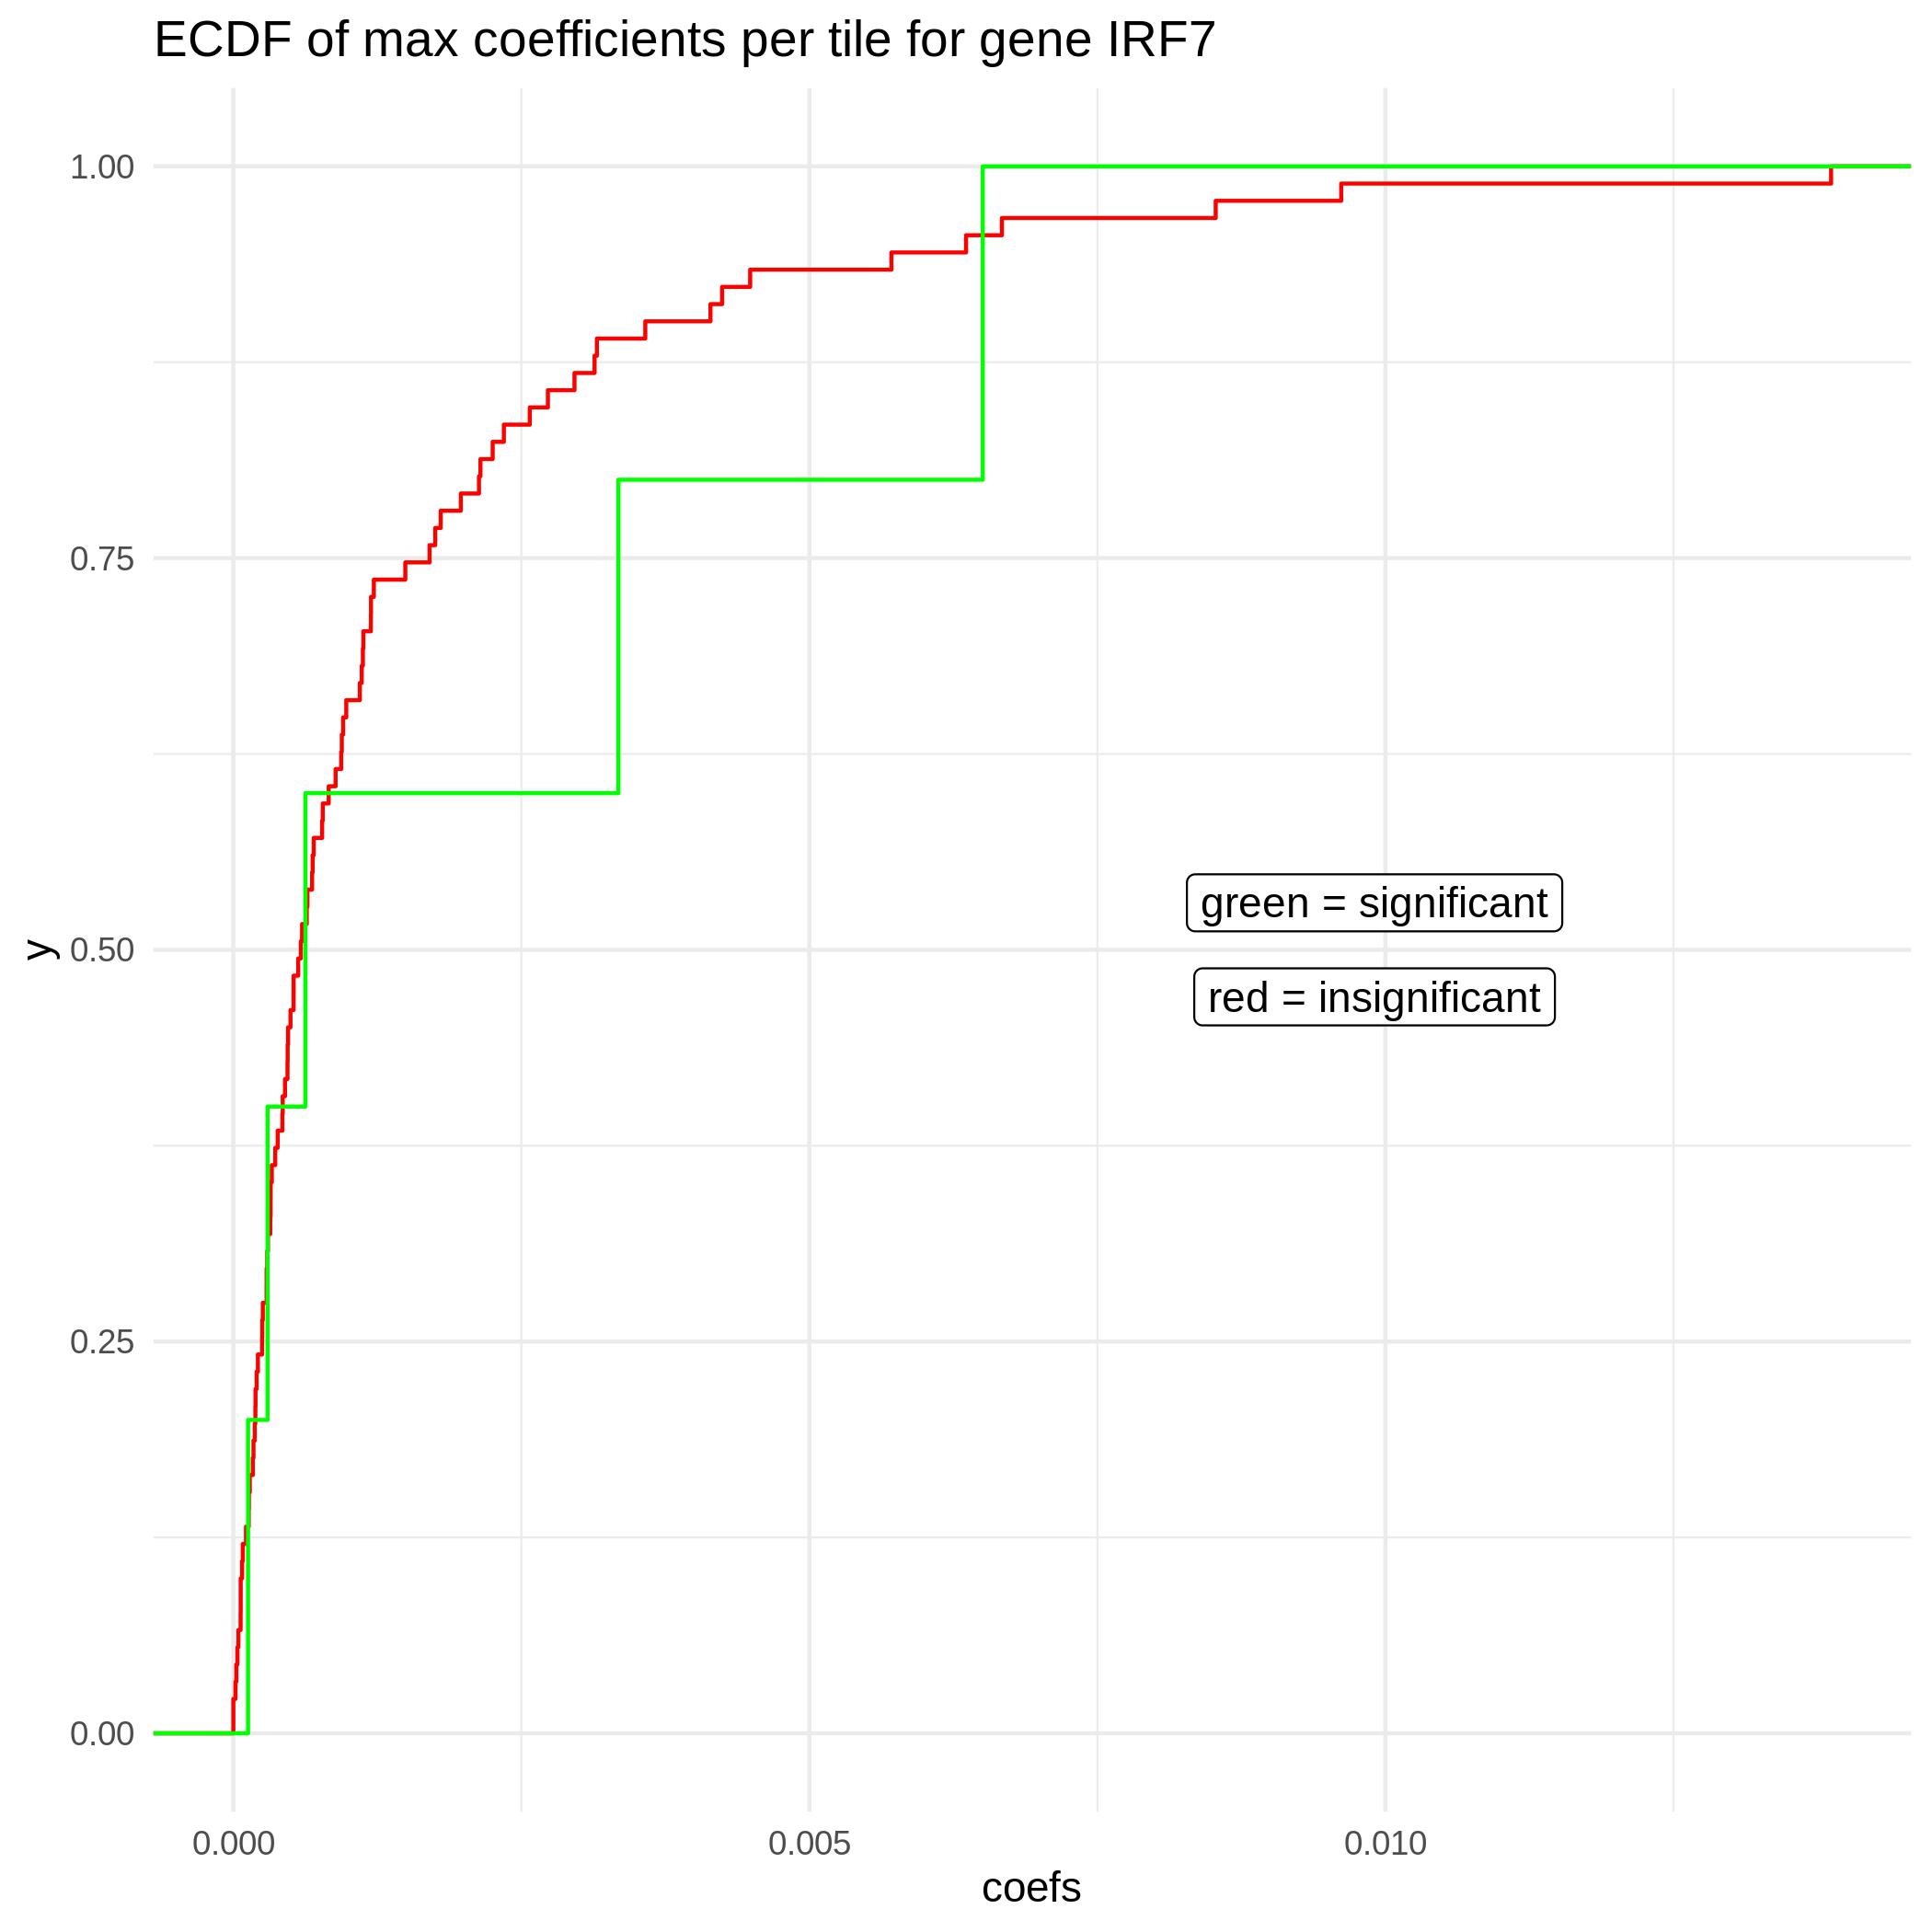 ECDF of max coefficients per tile for gene IRF7
1.00
0.75
0.50
0.25
0.00
y
green = significant
red = insignificant
0.000
0.005
0.010
coefs